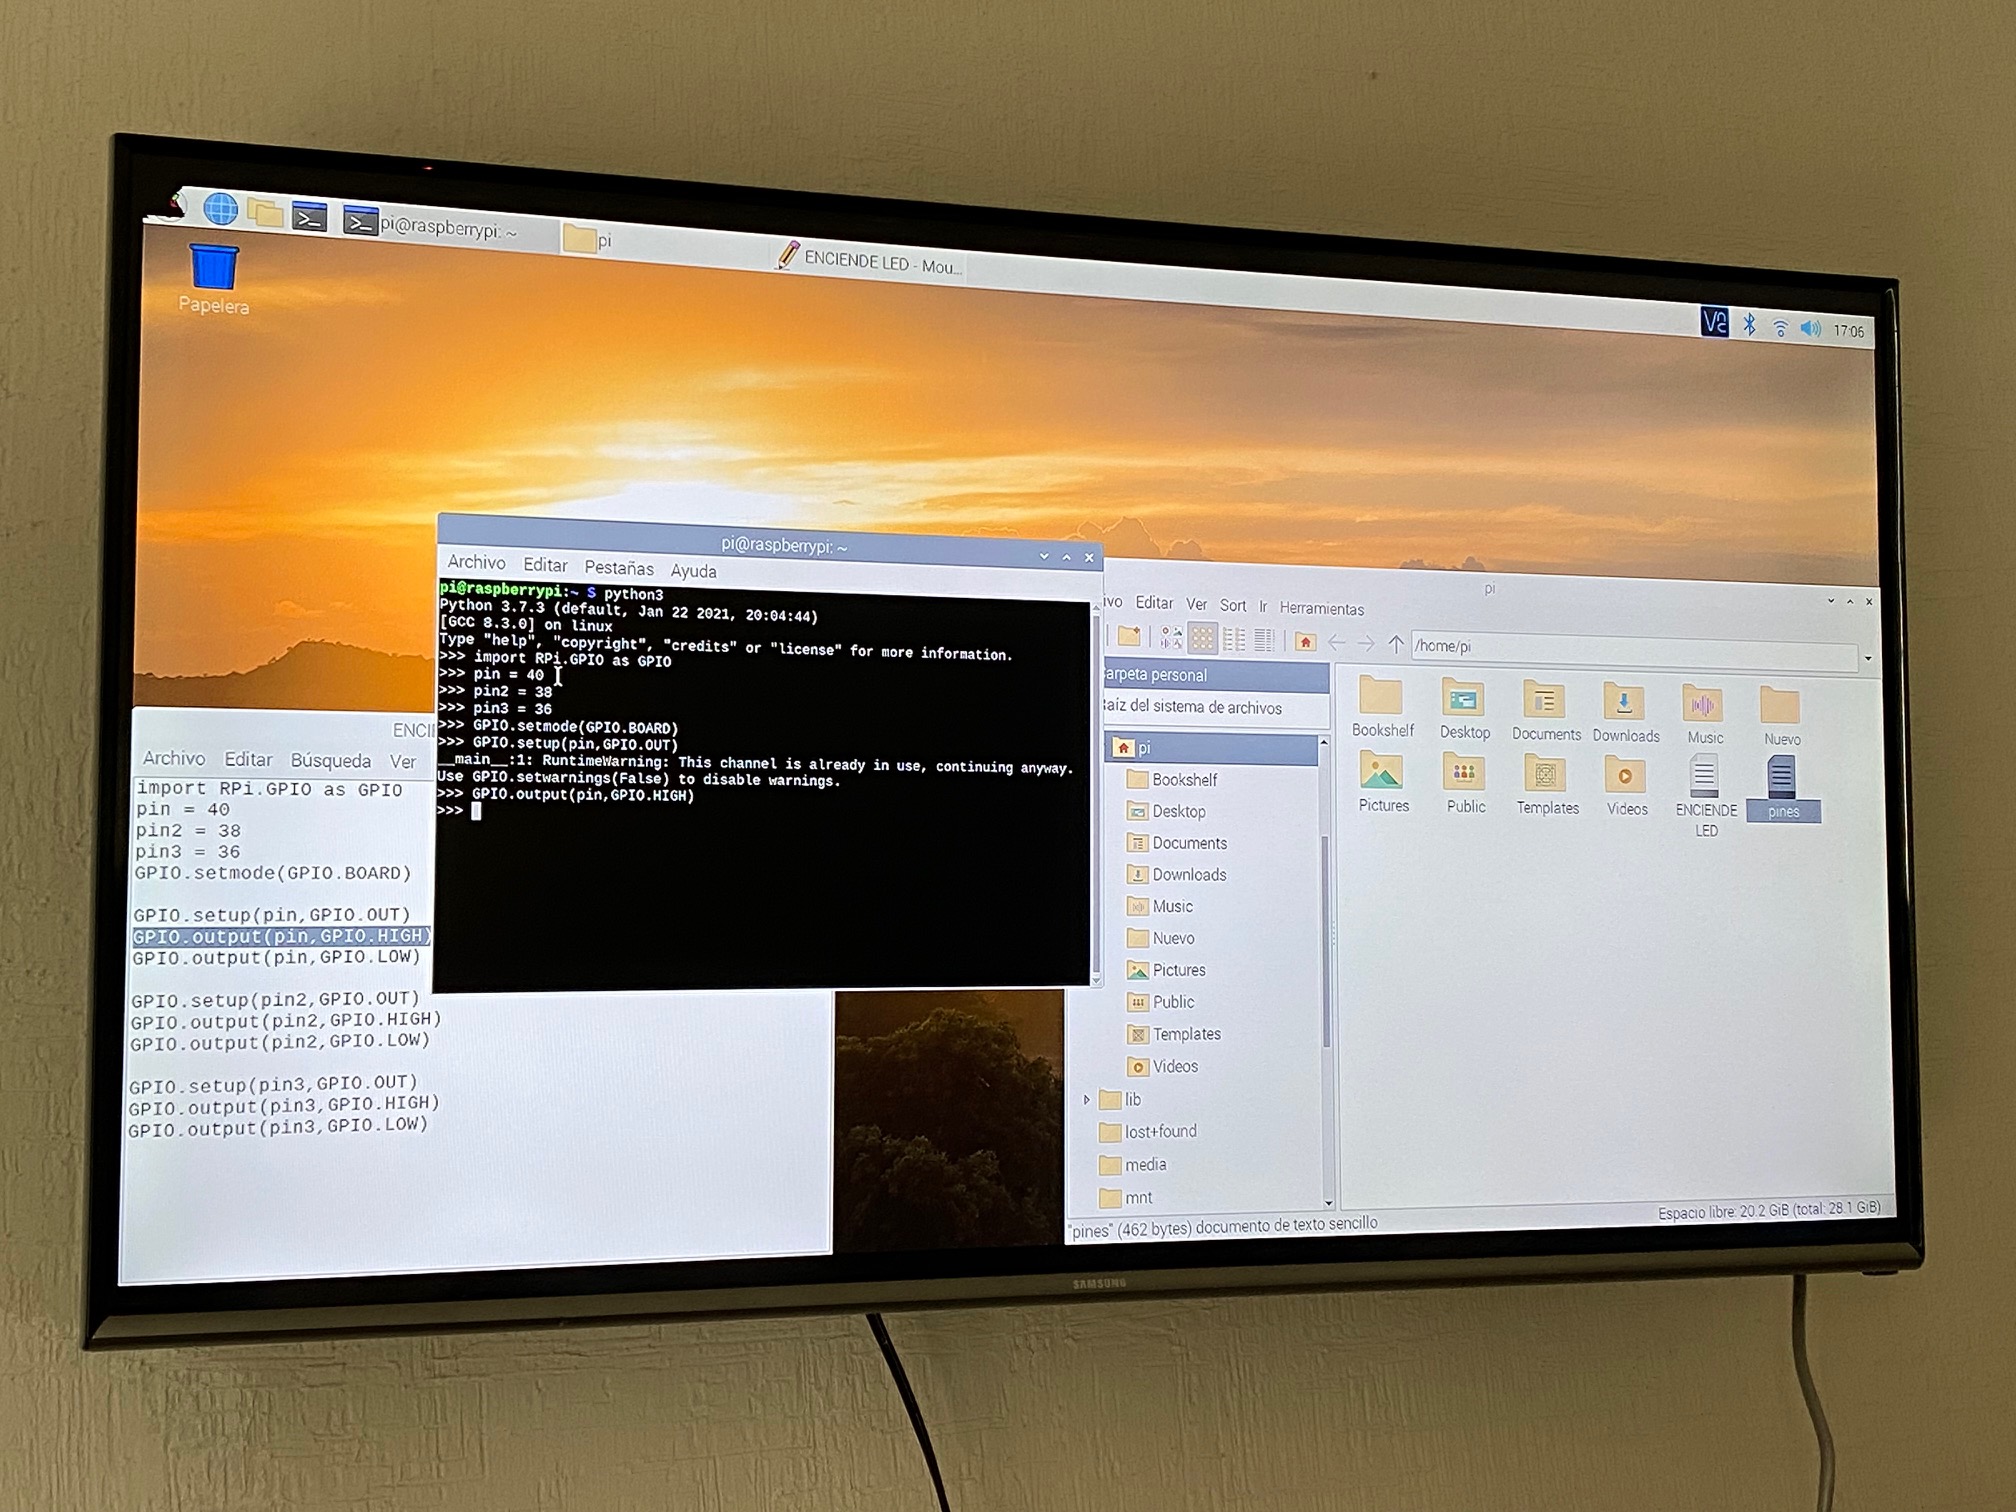 pi@raspberrypi: ~
pi
ENCIENDE LED - Mou...
17:06
Papelera
pi@raspberrypi: ~
Archivo Editar Pestañas Ayuda
pi@raspberrypi:~ $ python3
Python 3.7.3 (default, Jan 22 2021, 20:04:44)
[GCC 8.3.0] on linux
Type "help", "copyright", "credits" or "license" for more information.
>>> import RPi.GPIO as GPIO
>>> pin = 40
>>> pin2 = 38
>>> pin3 = 36
>>> GPIO.setmode(GPIO.BOARD)
>>> GPIO.setup(pin,GPIO.OUT)
__main__:1: RuntimeWarning: This channel is already in use, continuing anyway.
Use GPIO.setwarnings(False) to disable warnings.
>>> GPIO.output(pin,GPIO.HIGH)
>>>
ENCI
Archivo Editar Búsqueda Ver
import RPi.GPIO as GPIO
pin = 40
pin2 = 38
pin3 = 36
GPIO.setmode(GPIO.BOARD)
GPIO.setup(pin,GPIO.OUT)
GPIO.output(pin,GPIO.HIGH)
GPIO.output(pin,GPIO.LOW)
GPIO.setup(pin2,GPIO.OUT)
GPIO.output(pin2,GPIO.HIGH)
GPIO.output(pin2,GPIO.LOW)
GPIO.setup(pin3,GPIO.OUT)
GPIO.output(pin3,GPIO.HIGH)
GPIO.output(pin3,GPIO.LOW)
pi
ivo Editar Ver Sort Ir Herramientas
/home/pi
arpeta personal
aíz del sistema de archivos
pi
Bookshelf
Desktop
Documents
Downloads
Music
Nuevo
Pictures
Public
Templates
Videos
lib
lost+found
media
mnt
Bookshelf Desktop Documents Downloads Music Nuevo
Pictures Public Templates Videos ENCIENDE LED pines
"pines" (462 bytes) documento de texto sencillo
Espacio libre: 20.2 GiB (total: 28.1 GiB)
SAMSUNG